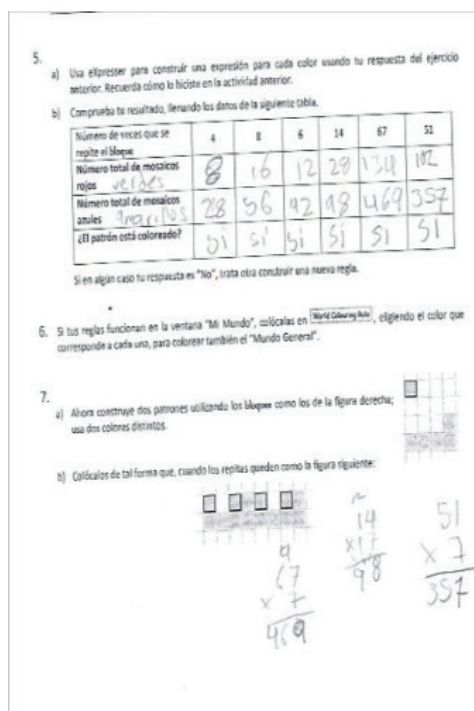 5.
a) Usa eXpresser para construir una expresión para cada color usando tu respuesta del ejercicio
anterior. Recuerda cómo lo hiciste en la actividad anterior.
b) Comprueba tu resultado, llenando los datos de la siguiente tabla.
Número de veces que se repite el bloque 4 8 6 14 67 51
Número total de mosaicos rojos verdes 8 16 12 28 134 102
Número total de mosaicos azules amarillos 28 56 42 98 469 357
¿El patrón está coloreado? si si si si si si
Si en algún caso tu respuesta es "No", trata otra construir una nueva regla.
6. Si tus reglas funcionan en la ventana "Mi Mundo", colócalas en World Colouring Rule, eligiendo el color que
corresponde a cada una, para colorear también el "Mundo General".
7.
a) Ahora construye dos patrones utilizando los bloques como los de la figura derecha;
usa dos colores distintos.
b) Colócalos de tal forma que, cuando los repitas queden como la figura siguiente:
4
67
x 7
469
2
14
x 7
98
51
x 7
357